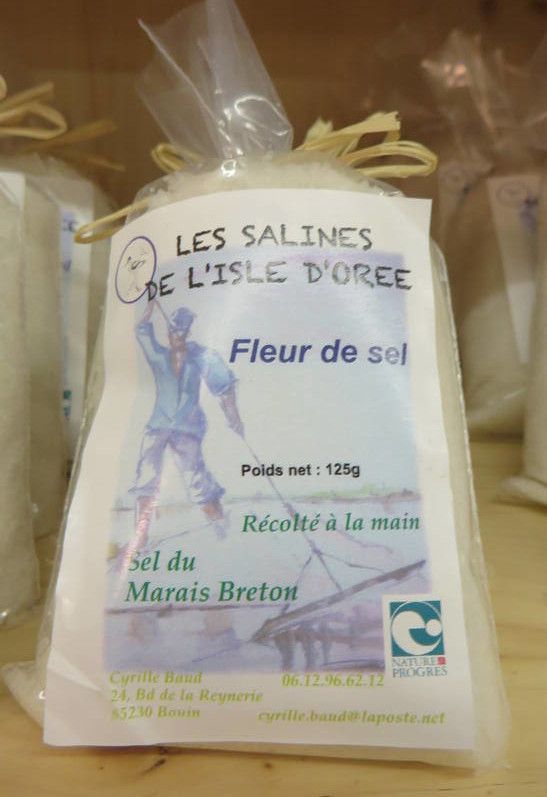 LES SALINES
DE L'ISLE D'OREE
Fleur de sel
Poids net : 125g
Récolté à la main
Sel du
Marais Breton
NATURE
PROGRES
Cyrille Baud 06.12.96.62.12
24, Bd de la Reynerie
85230 Bouin cyrille.baud@laposte.net